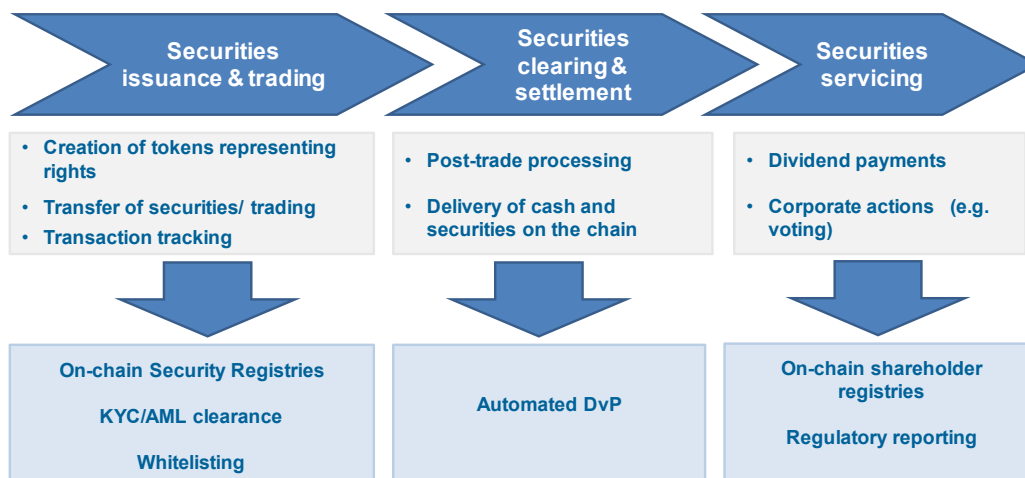 Securities
issuance & trading
Securities
clearing &
settlement
Securities
servicing
• Creation of tokens representing
rights
• Transfer of securities/ trading
• Transaction tracking
• Post-trade processing
• Delivery of cash and
securities on the chain
• Dividend payments
• Corporate actions (e.g.
voting)
On-chain Security Registries
KYC/AML clearance
Whitelisting
Automated DvP
On-chain shareholder
registries
Regulatory reporting